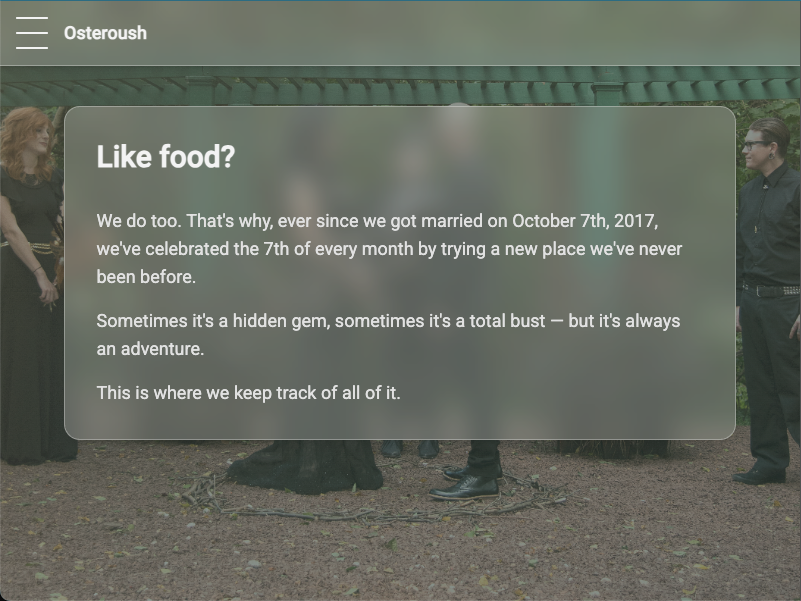 Osteroush
Like food?
We do too. That's why, ever since we got married on October 7th, 2017,
we've celebrated the 7th of every month by trying a new place we've never
been before.
Sometimes it's a hidden gem, sometimes it's a total bust — but it's always
an adventure.
This is where we keep track of all of it.